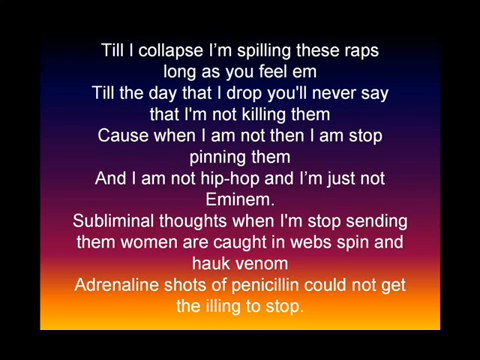 Till I collapse I’m spilling these raps
long as you feel em
Till the day that I drop you'll never say
that I'm not killing them
Cause when I am not then I am stop
pinning them
And I am not hip-hop and I’m just not
Eminem.
Subliminal thoughts when I'm stop sending
them women are caught in webs spin and
hauk venom
Adrenaline shots of penicillin could not get
the illing to stop.